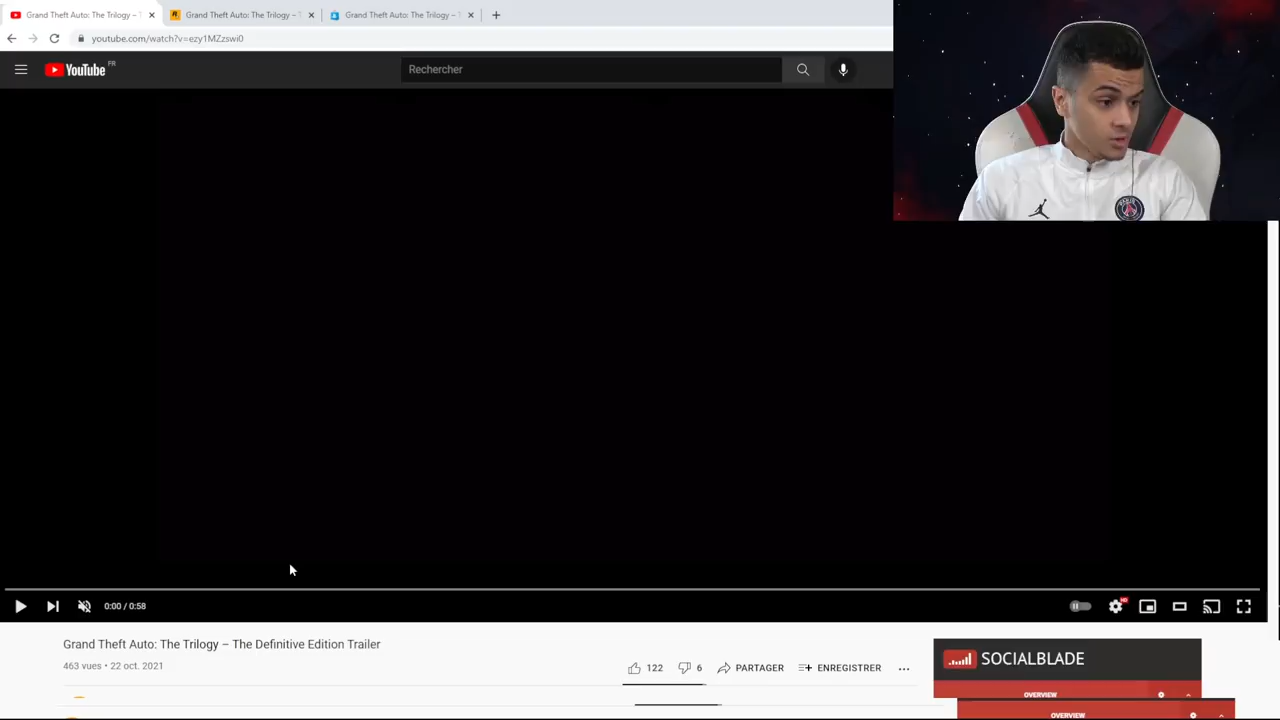 Grand Theft Auto: The Trilogy –
Grand Theft Auto: The Trilogy –
Grand Theft Auto: The Trilogy –
youtube.com/watch?v=ezy1MZzswi0
YouTube FR
Rechercher
PARIS
0:00 / 0:58
HD
Grand Theft Auto: The Trilogy – The Definitive Edition Trailer
463 vues • 22 oct. 2021
122
6
PARTAGER
ENREGISTRER
SOCIALBLADE
OVERVIEW
OVERVIEW